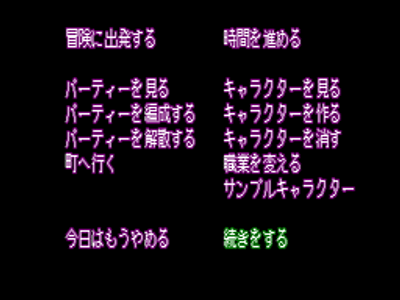 冒険に出発する
時間を進める
パーティーを見る
キャラクターを見る
パーティーを編成する
キャラクターを作る
パーティーを解散する
キャラクターを消す
町へ行く
職業を変える
サンプルキャラクター
今日はもうやめる
続きをする